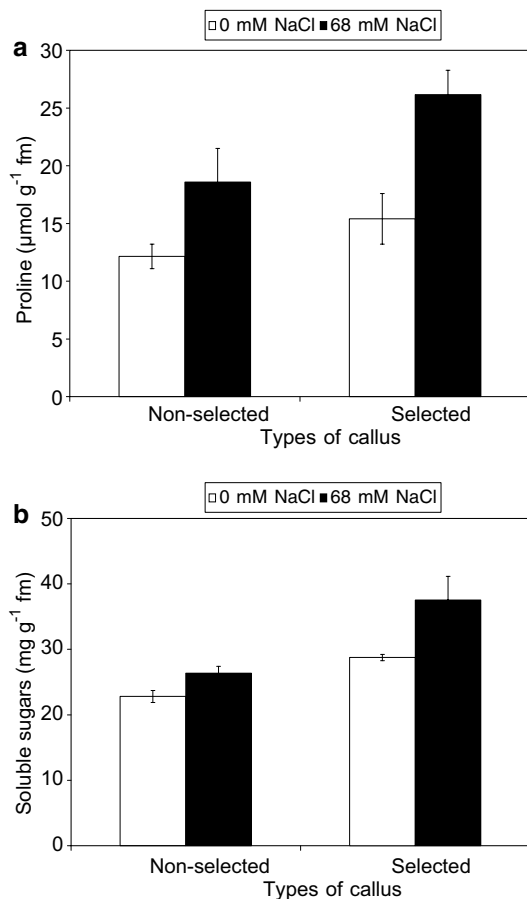 0 mM NaCl 68 mM NaCl
a
30
25
20
15
10
5
0
Proline (µmol g⁻¹ fm)
Non-selected Selected
Types of callus
0 mM NaCl 68 mM NaCl
b
50
40
30
20
10
0
Soluble sugars (mg g⁻¹ fm)
Non-selected Selected
Types of callus